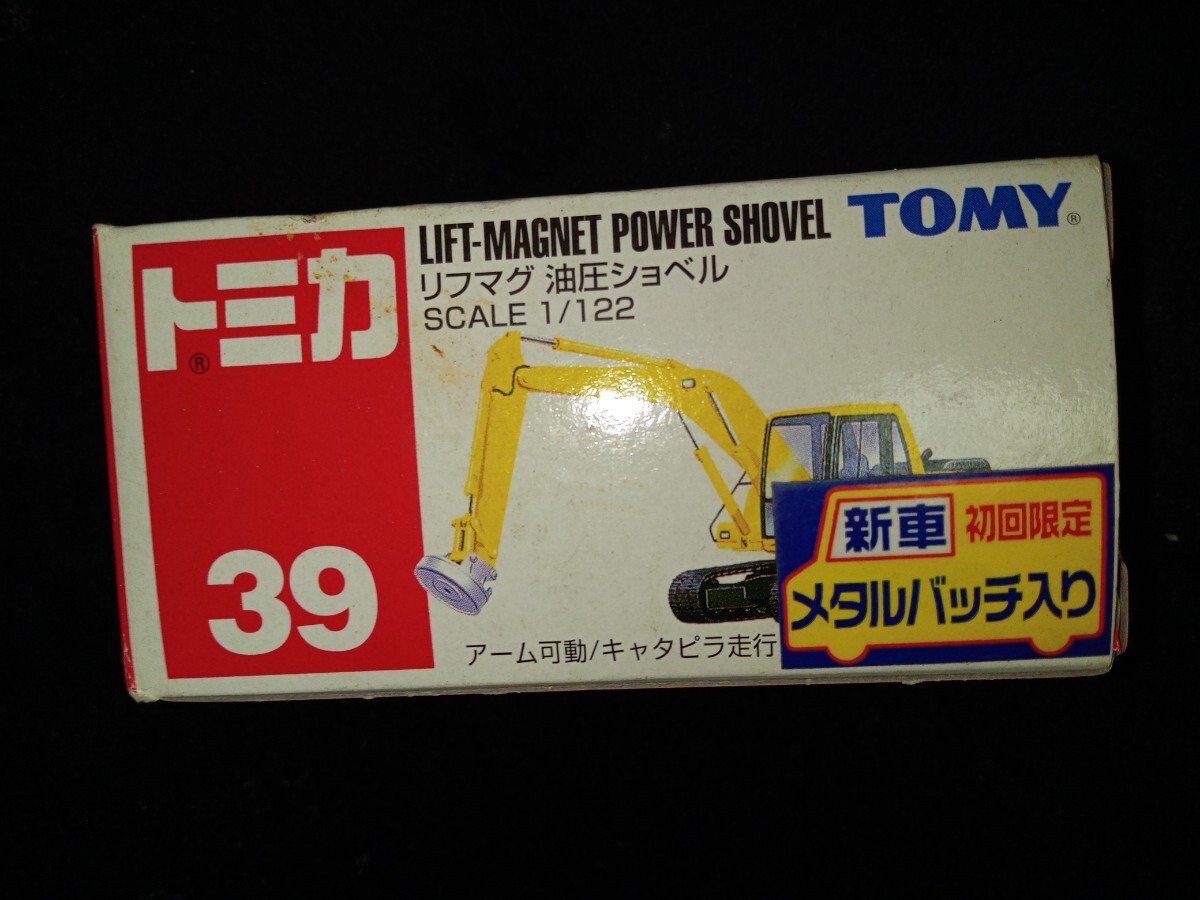 トミカ®
39
LIFT-MAGNET POWER SHOVEL
リフマグ 油圧ショベル
SCALE 1/122
TOMY®
アーム可動/キャタピラ走行
新車 初回限定
メタルバッチ入り